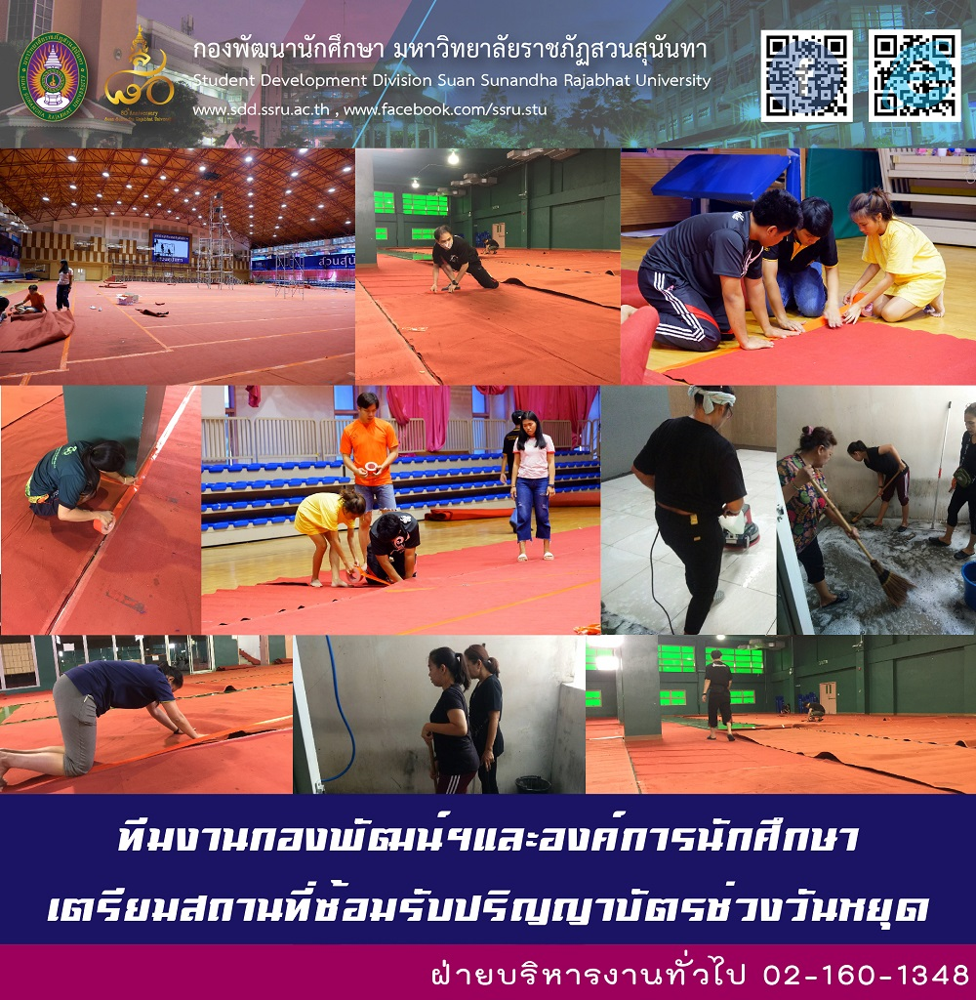 กองพัฒนานักศึกษา มหาวิทยาลัยราชภัฏสวนสุนันทา
Student Development Division Suan Sunandha Rajabhat University
www.sdd.ssru.ac.th , www.facebook.com/ssru.stu
ทีมงานกองพัฒน์ฯและองค์การนักศึกษา
เตรียมสถานที่ซ้อมรับปริญญาบัตรช่วงวันหยุด
ฝ่ายบริหารงานทั่วไป 02-160-1348